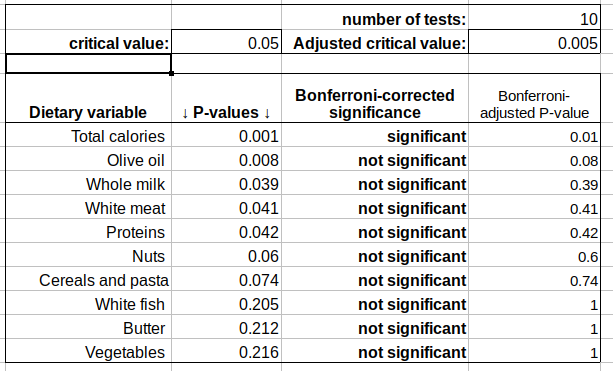 number of tests: 10
critical value: 0.05 Adjusted critical value: 0.005
Bonferroni-corrected Bonferroni-
Dietary variable ↓ P-values ↓ significance adjusted P-value
Total calories 0.001 significant 0.01
Olive oil 0.008 not significant 0.08
Whole milk 0.039 not significant 0.39
White meat 0.041 not significant 0.41
Proteins 0.042 not significant 0.42
Nuts 0.06 not significant 0.6
Cereals and pasta 0.074 not significant 0.74
White fish 0.205 not significant 1
Butter 0.212 not significant 1
Vegetables 0.216 not significant 1